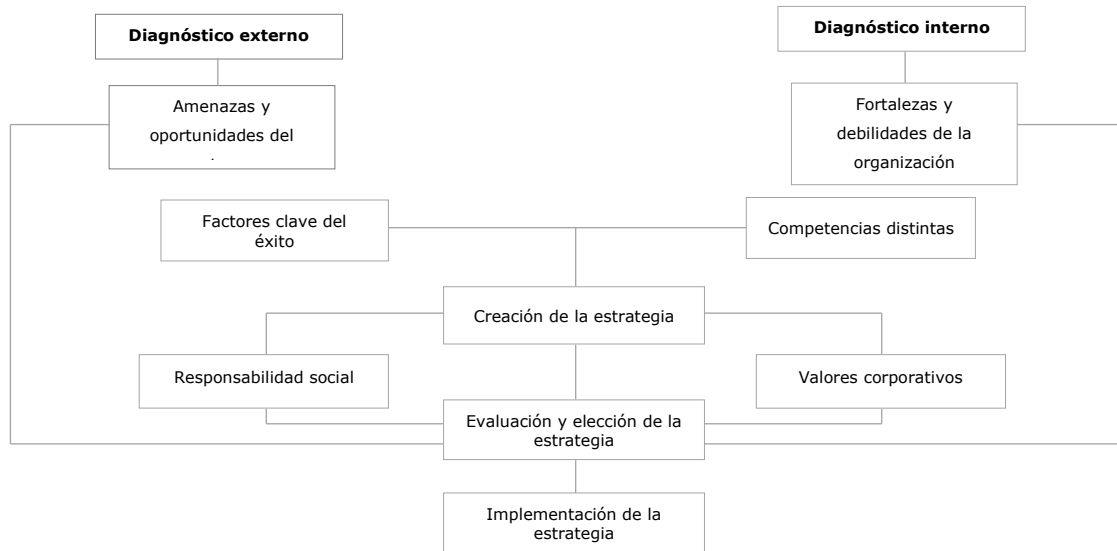 Diagnóstico externo
Diagnóstico interno
Amenazas y
oportunidades del
Fortalezas y
debilidades de la
organización
Factores clave del
éxito
Competencias distintas
Creación de la estrategia
Responsabilidad social
Valores corporativos
Evaluación y elección de la
estrategia
Implementación de la
estrategia